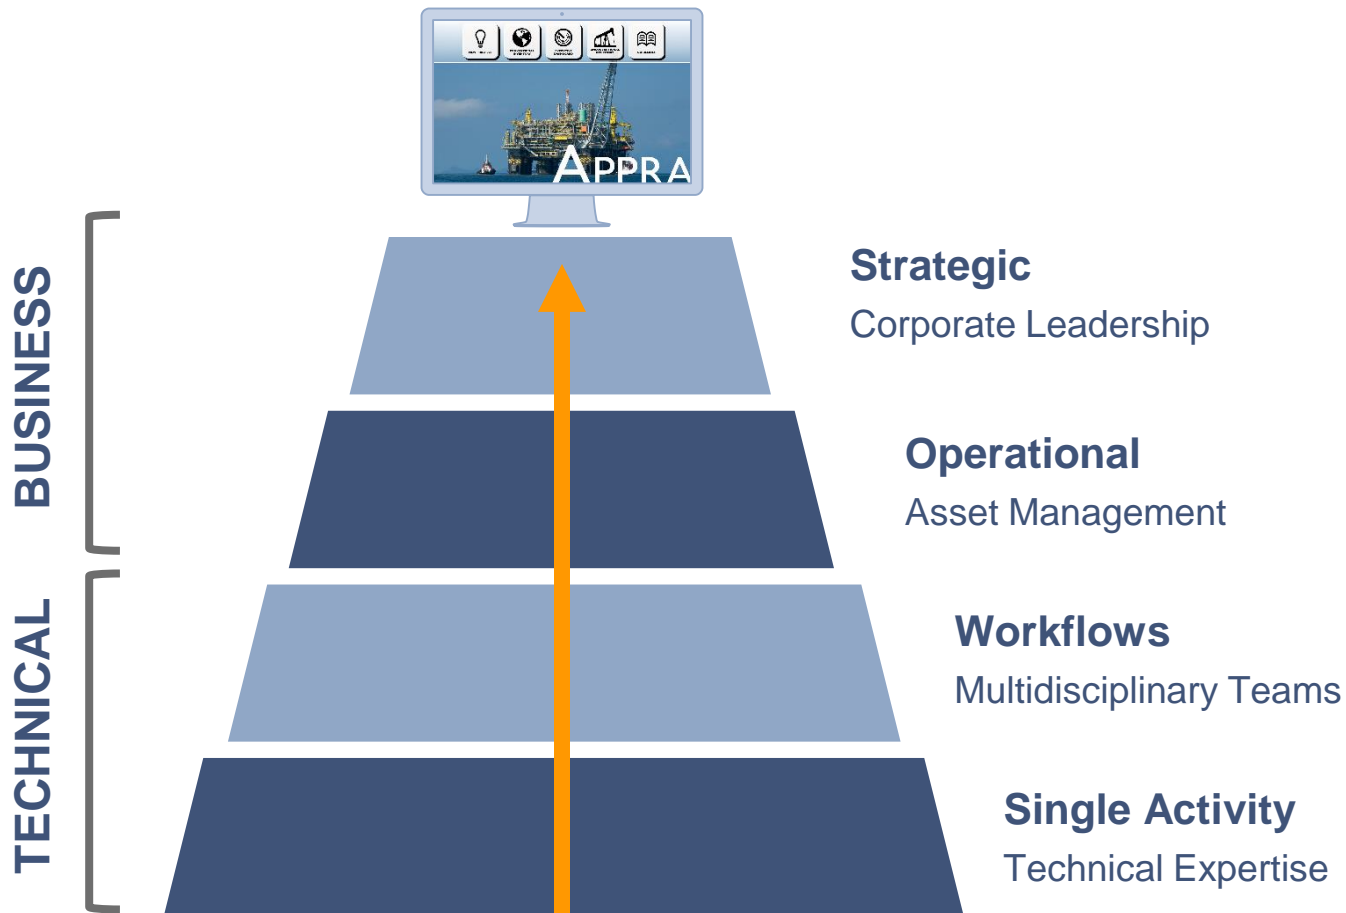 APPRA
BUSINESS
Strategic
Corporate Leadership
Operational
Asset Management
TECHNICAL
Workflows
Multidisciplinary Teams
Single Activity
Technical Expertise